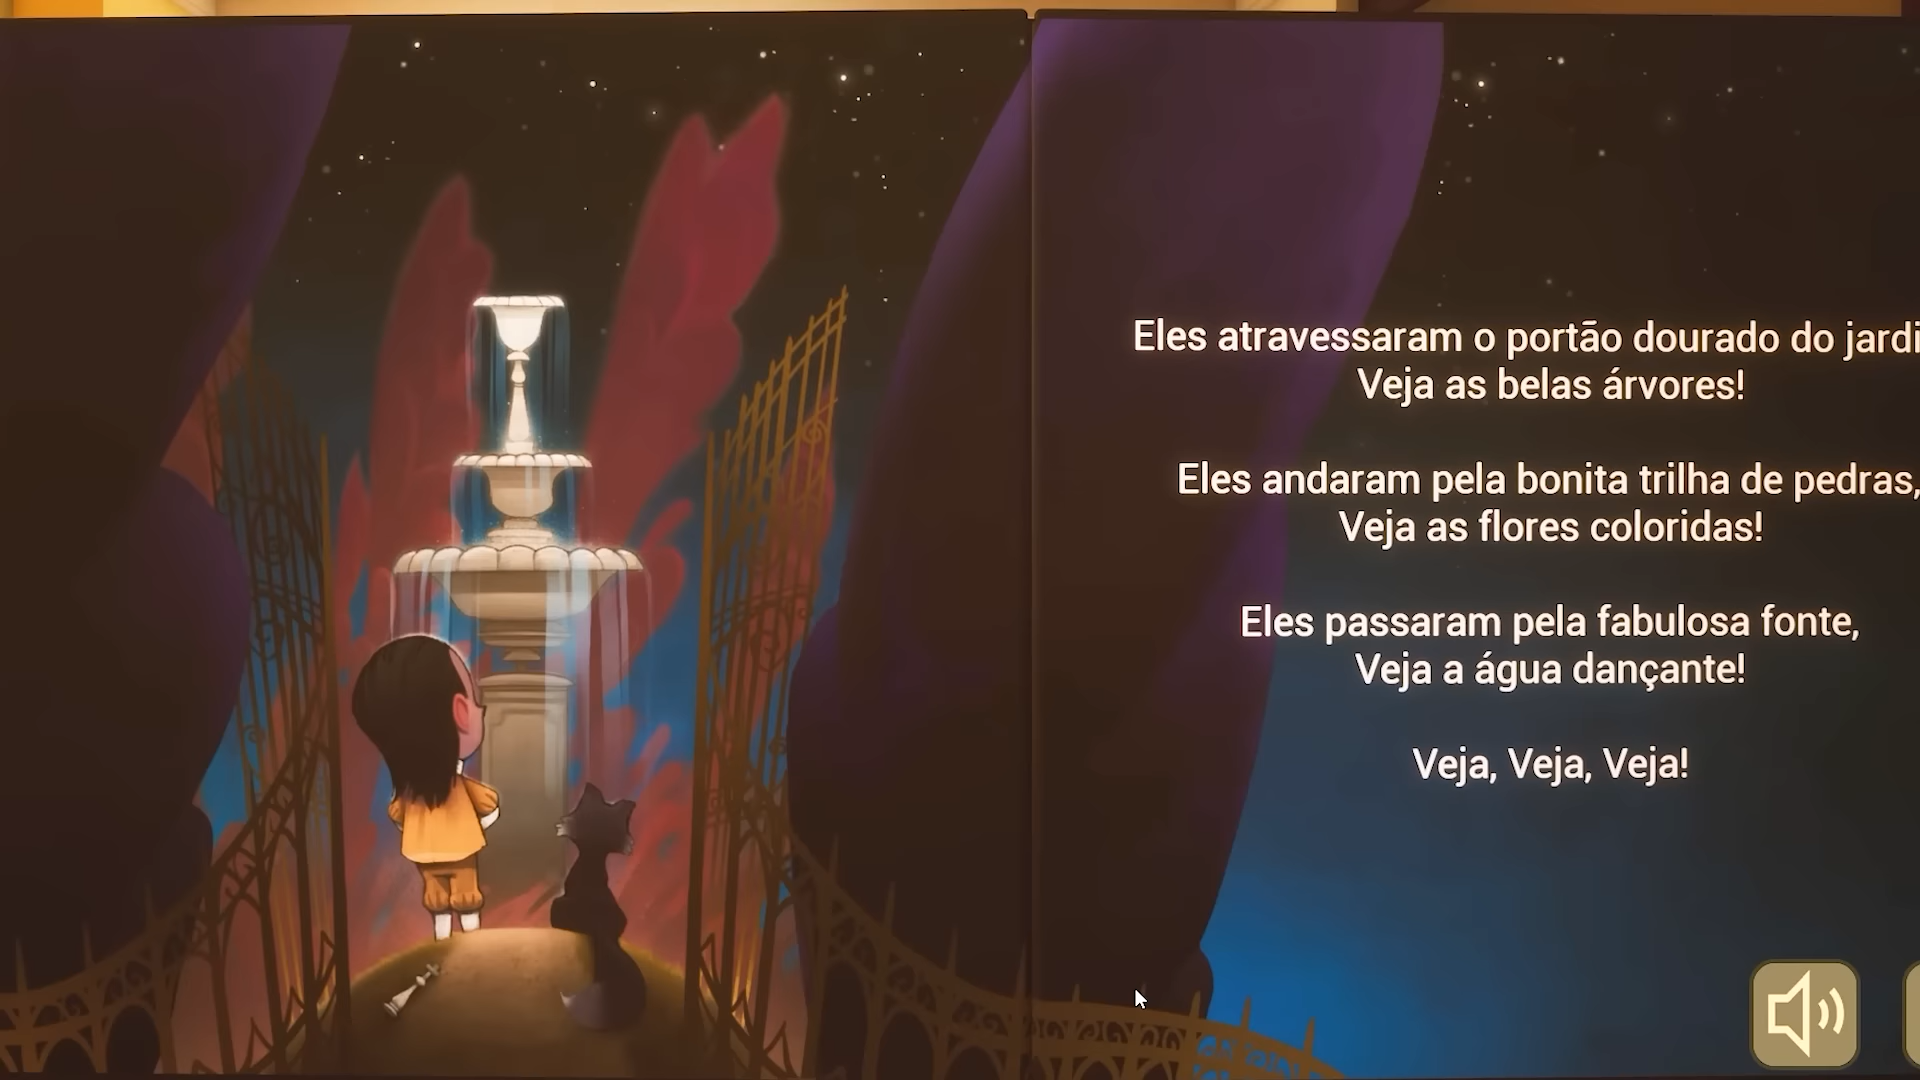 Eles atravessaram o portão dourado do jardi
Veja as belas árvores!
Eles andaram pela bonita trilha de pedras,
Veja as flores coloridas!
Eles passaram pela fabulosa fonte,
Veja a água dançante!
Veja, Veja, Veja!